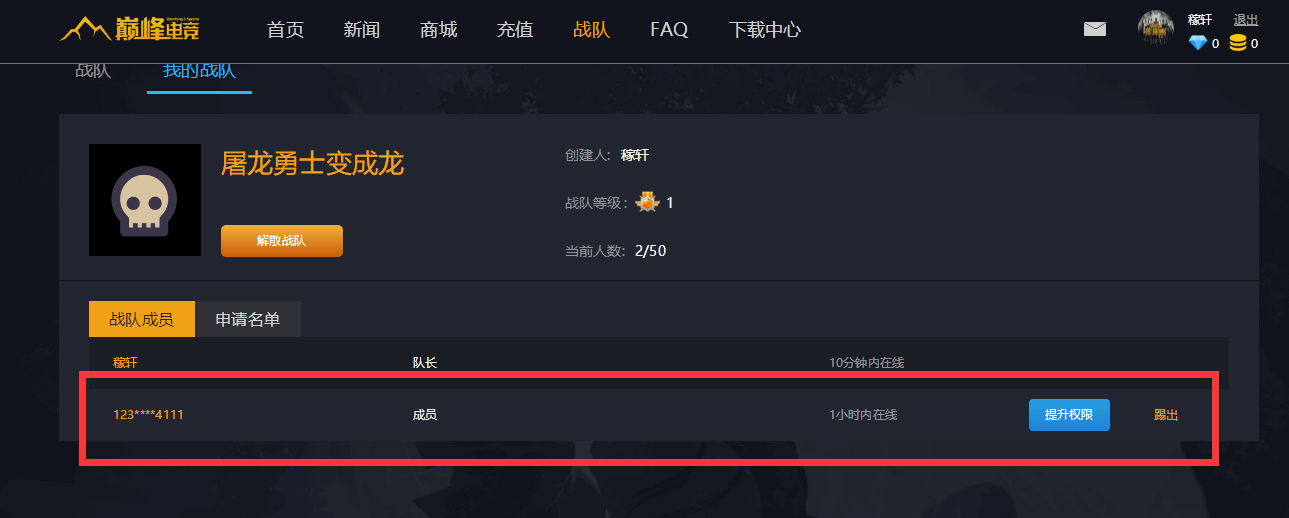 巅峰电竞 首页 新闻 商城 充值 战队 FAQ 下载中心 稼轩 退出
0 0
战队 我的战队
屠龙勇士变成龙
解散战队
创建人：稼轩
战队等级： 1
当前人数：2/50
战队成员 申请名单
稼轩 队长 10分钟内在线
123****4111 成员 1小时内在线 提升权限 踢出